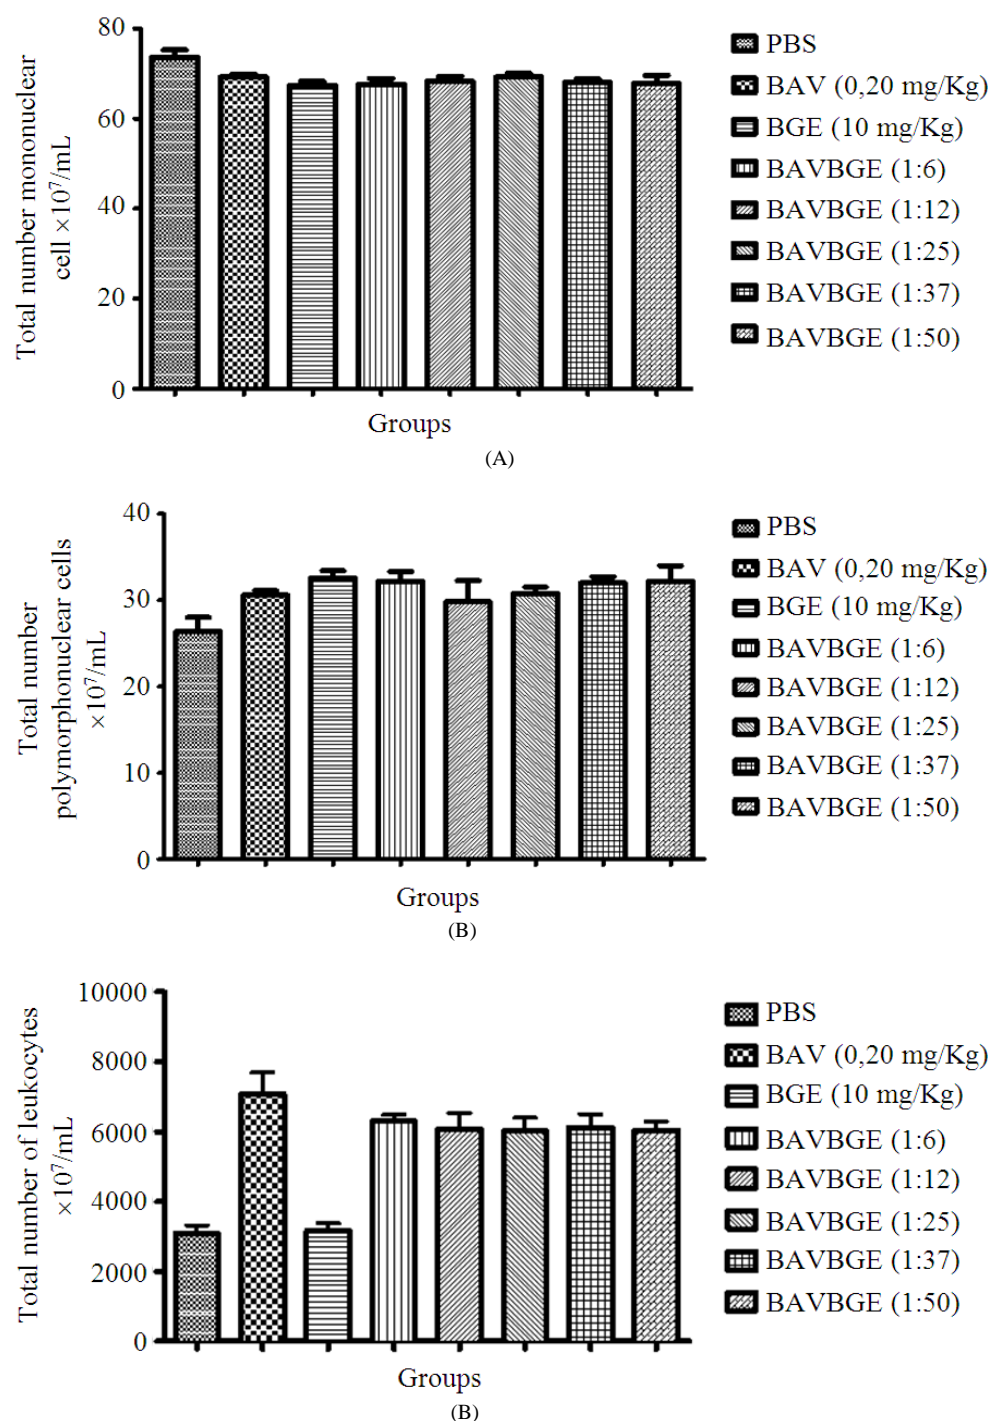 80
60
40
20
0
Total number mononuclear
cell ×10⁷/mL
Groups
PBS
BAV (0,20 mg/Kg)
BGE (10 mg/Kg)
BAVBGE (1:6)
BAVBGE (1:12)
BAVBGE (1:25)
BAVBGE (1:37)
BAVBGE (1:50)
(A)
40
30
20
10
0
Total number
polymorphonuclear cells
×10⁷/mL
Groups
PBS
BAV (0,20 mg/Kg)
BGE (10 mg/Kg)
BAVBGE (1:6)
BAVBGE (1:12)
BAVBGE (1:25)
BAVBGE (1:37)
BAVBGE (1:50)
(B)
10000
8000
6000
4000
2000
0
Total number of leukocytes
×10⁷/mL
Groups
PBS
BAV (0,20 mg/Kg)
BGE (10 mg/Kg)
BAVBGE (1:6)
BAVBGE (1:12)
BAVBGE (1:25)
BAVBGE (1:37)
BAVBGE (1:50)
(B)